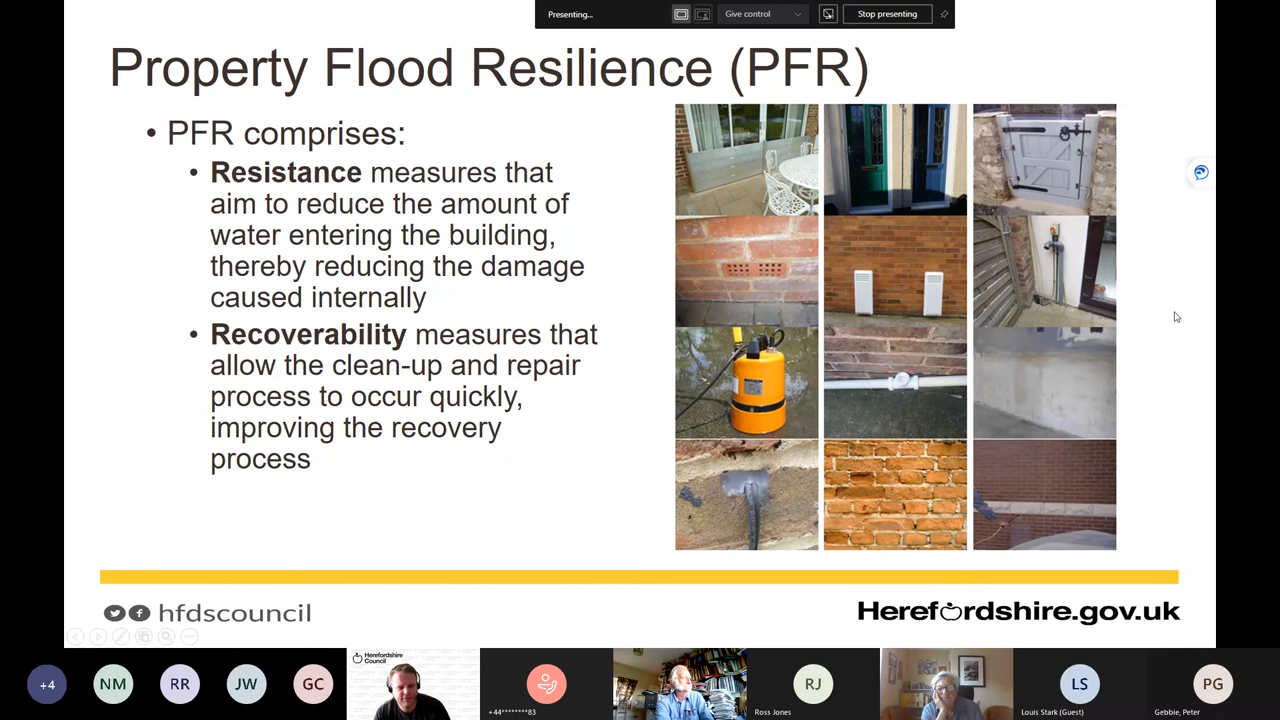 Presenting...
Give control
Stop presenting
Property Flood Resilience (PFR)
• PFR comprises:
• Resistance measures that
aim to reduce the amount of
water entering the building,
thereby reducing the damage
caused internally
• Recoverability measures that
allow the clean-up and repair
process to occur quickly,
improving the recovery
process
hfdscouncil
Herefordshire.gov.uk
Herefordshire
Council
+4
NM
RR
JW
GC
+44********83
RJ
Ross Jones
LS
Louis Stark (Guest)
PG
Gebbie, Peter